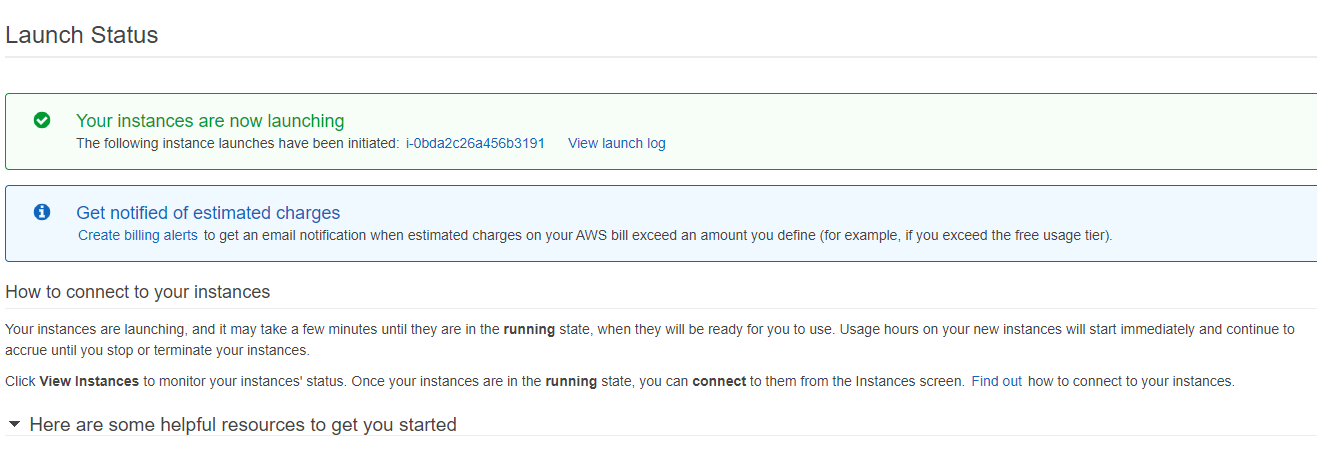 Launch Status
Your instances are now launching
The following instance launches have been initiated: i-0bda2c26a456b3191 View launch log
Get notified of estimated charges
Create billing alerts to get an email notification when estimated charges on your AWS bill exceed an amount you define (for example, if you exceed the free usage tier).
How to connect to your instances
Your instances are launching, and it may take a few minutes until they are in the running state, when they will be ready for you to use. Usage hours on your new instances will start immediately and continue to
accrue until you stop or terminate your instances.
Click View Instances to monitor your instances' status. Once your instances are in the running state, you can connect to them from the Instances screen. Find out how to connect to your instances.
Here are some helpful resources to get you started